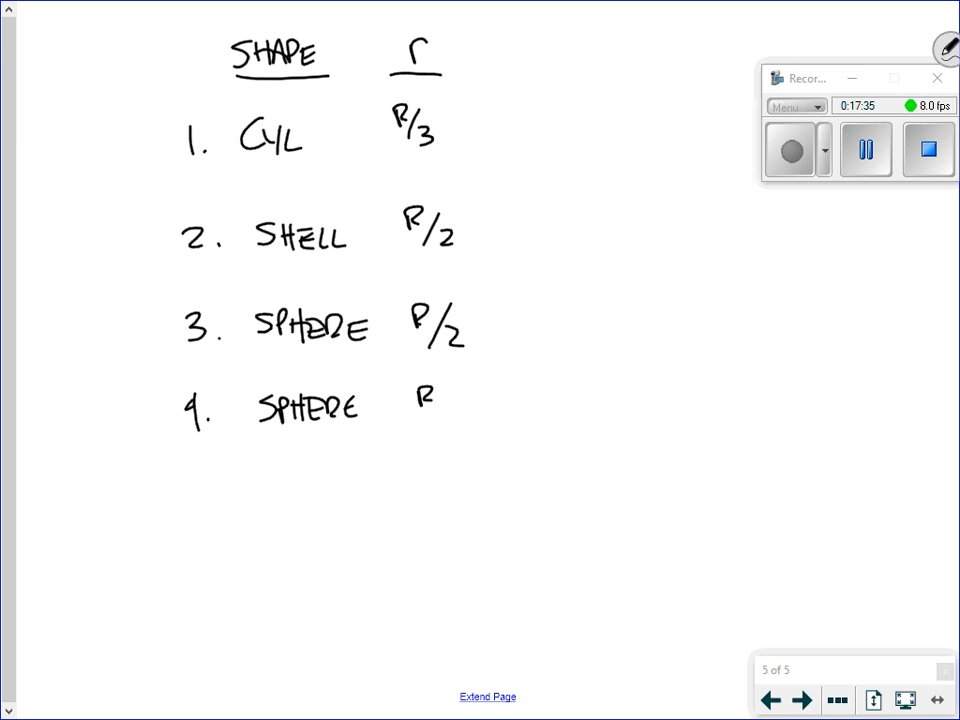 SHAPE r
1. CYL R/3
2. SHELL R/2
3. SPHERE R/2
4. SPHERE R
Recor...
Menu 0:17:35 8.0 fps
5 of 5
Extend Page